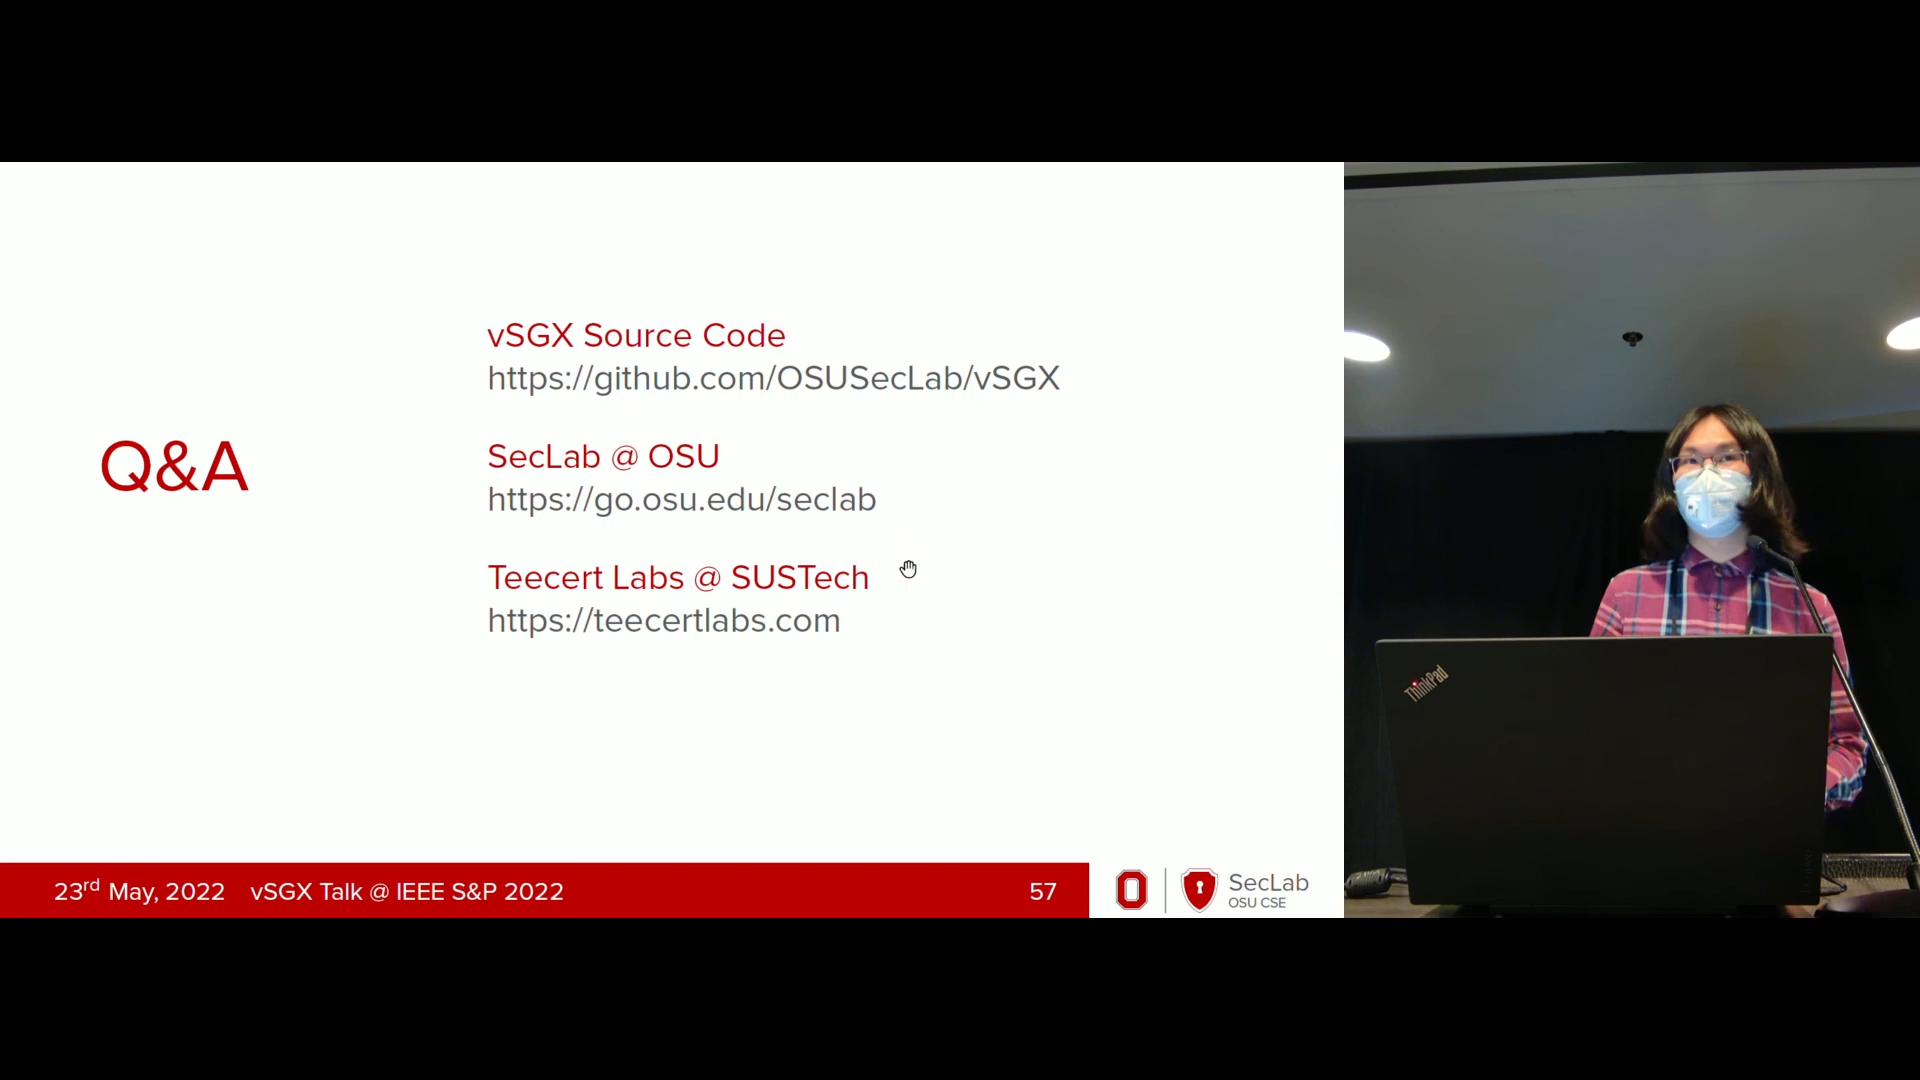 Q&A
vSGX Source Code
https://github.com/OSUSecLab/vSGX
SecLab @ OSU
https://go.osu.edu/seclab
Teecert Labs @ SUSTech
https://teecertlabs.com
23rd May, 2022 vSGX Talk @ IEEE S&P 2022 57
SecLab
OSU CSE
ThinkPad